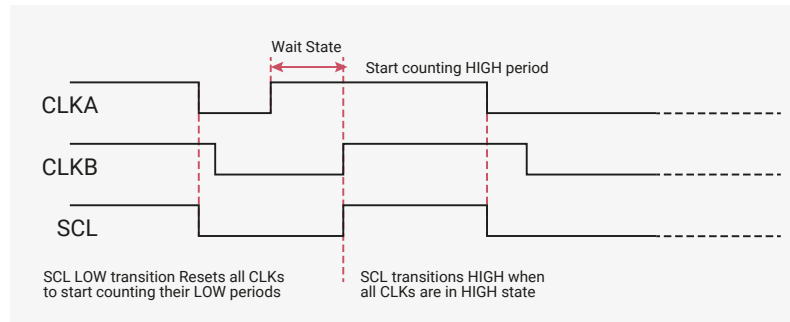 Wait State
Start counting HIGH period
CLKA
CLKB
SCL
SCL LOW transition Resets all CLKs
to start counting their LOW periods
SCL transitions HIGH when
all CLKs are in HIGH state